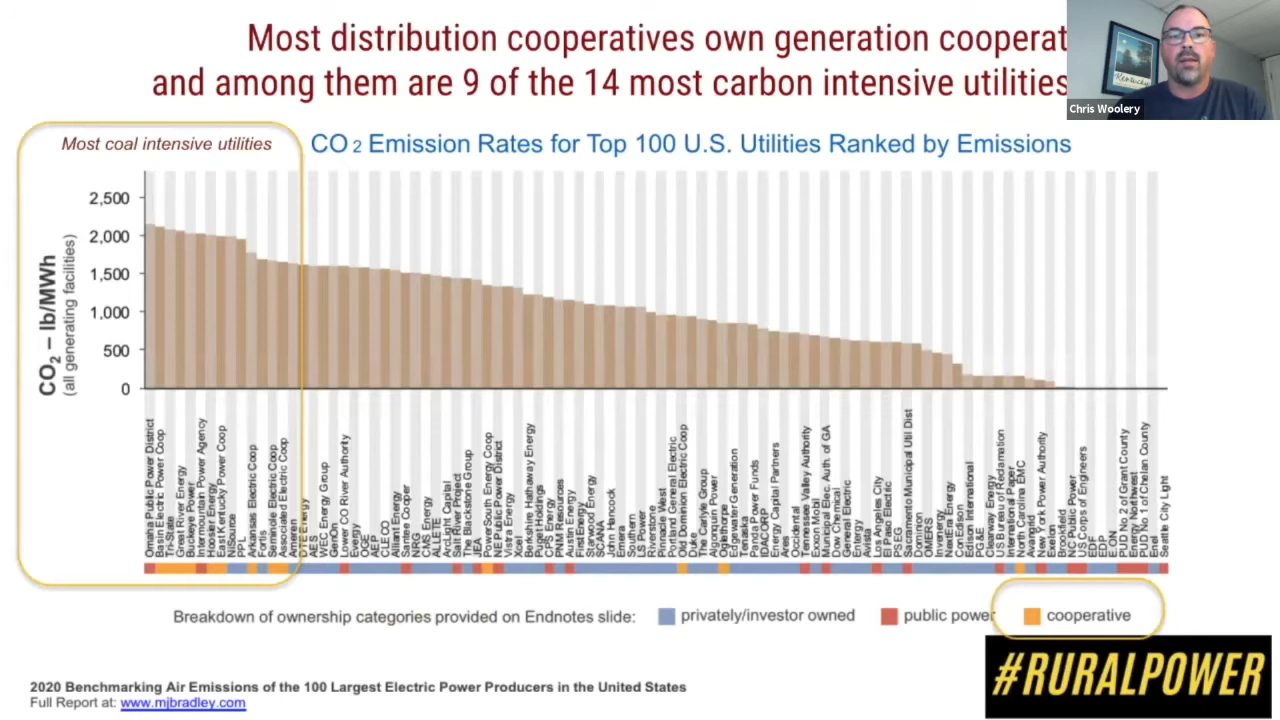 Most distribution cooperatives own generation cooperat
and among them are 9 of the 14 most carbon intensive utilities
Chris Woolery
Kentucky
Most coal intensive utilities
CO 2 Emission Rates for Top 100 U.S. Utilities Ranked by Emissions
CO2 – lb/MWh
(all generating facilities)
2,500
2,000
1,500
1,000
500
0
Omaha Public Power District
Basin Electric Power Coop
Tri-State
Great River Energy
Buckeye Power
Intermountain Power Agency
Hoosier Energy
East Kentucky Power Coop
NiSource
PPL
Arkansas Electric Coop
Fortis
Seminole Electric Coop
Associated Electric Coop
Ameren
DTE Energy
AES
WEC Energy Group
GenOn
Lower CO River Authority
Evergy
OGE
AEP
CLECO
Alliant Energy
Santee Cooper
NRG
CMS Energy
ALLETE
ArcLight Capital
Salt River Project
The Blackstone Group
JEA
PowerSouth Energy Coop
NE Public Power District
Vistra Energy
Xcel
Berkshire Hathaway Energy
Puget Holdings
CPS Energy
PNM Resources
Austin Energy
FirstEnergy
Starwood Energy
SCANA
John Hancock
Emera
Southern
LS Power
Riverstone
Pinnacle West
Portland General Electric
Old Dominion Electric Coop
Duke
The Carlyle Group
Algonquin Power
Oglethorpe
Edgewater Generation
Tenaska
Panda Power Funds
IDACORP
Energy Capital Partners
Ares
Occidental
Tennessee Valley Authority
Exxon Mobil
Municipal Elec. Auth. of GA
Dow Chemical
General Electric
Entergy
Avista
Los Angeles City
El Paso Electric
PSEG
Sacramento Municipal Util Dist
Dominion
OMERS
Invenergy
NextEra Energy
ConEdison
Edison International
PG&E
Clearway Energy
US Bureau of Reclamation
International Paper
North Carolina EMC
Avangrid
New York Power Authority
Exelon
Brookfield
NC Public Power
US Corps of Engineers
EDF
EDP
E.ON
PUD No 2 of Grant County
Energy Northwest
Enel
PUD No 1 of Chelan County
Seattle City Light
Breakdown of ownership categories provided on Endnotes slide:
privately/investor owned
public power
cooperative
#RURALPOWER
2020 Benchmarking Air Emissions of the 100 Largest Electric Power Producers in the United States
Full Report at: www.mjbradley.com